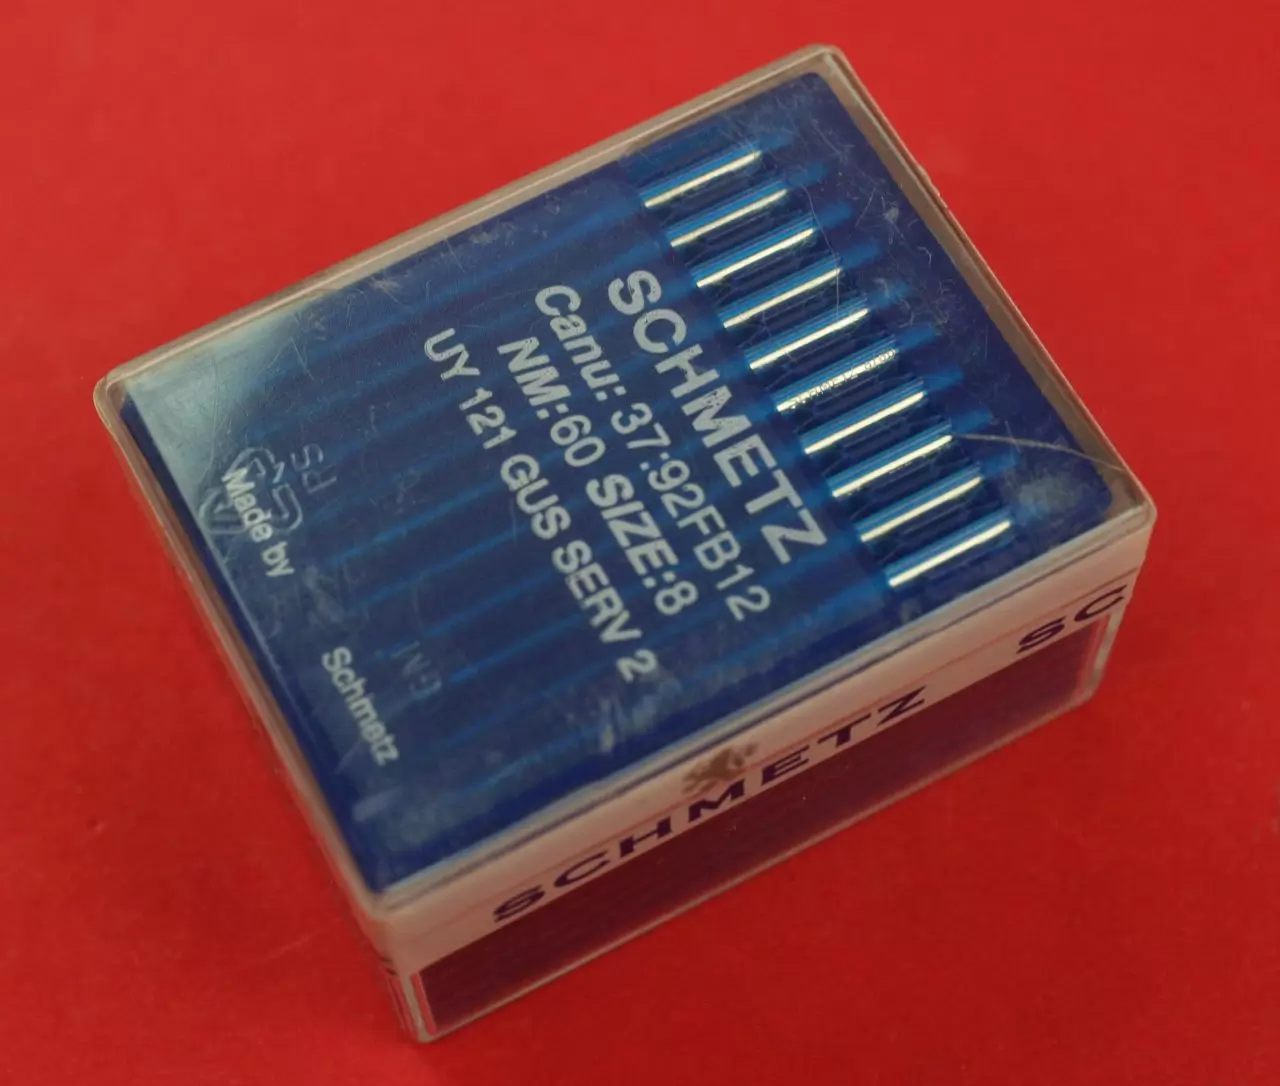 SCHMETZ
Canu: 37:92FB12
NM:60 SIZE:8
UY 121 GUS SERV 2
Made by
Schmetz
SCHMETZ
SC